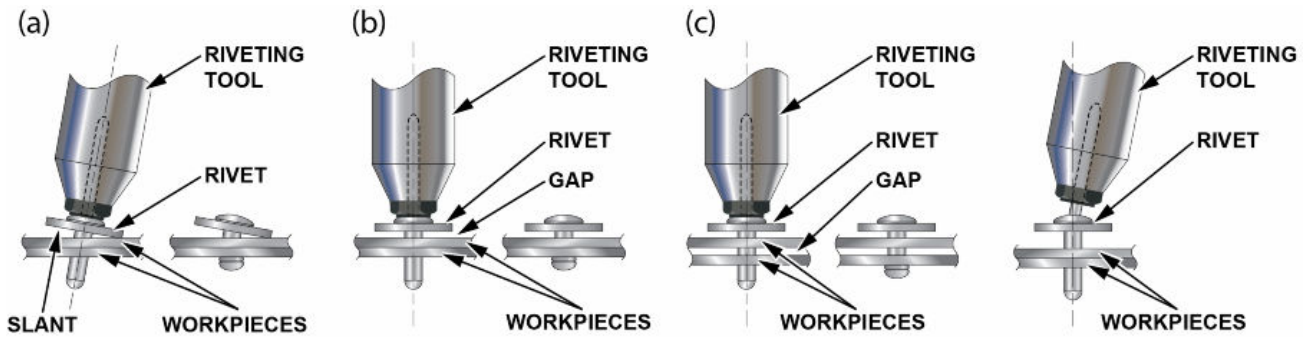 (a)
RIVETING
TOOL
RIVET
SLANT
WORKPIECES
(b)
RIVETING
TOOL
RIVET
GAP
WORKPIECES
(c)
RIVETING
TOOL
RIVET
GAP
WORKPIECES
RIVETING
TOOL
RIVET
WORKPIECES